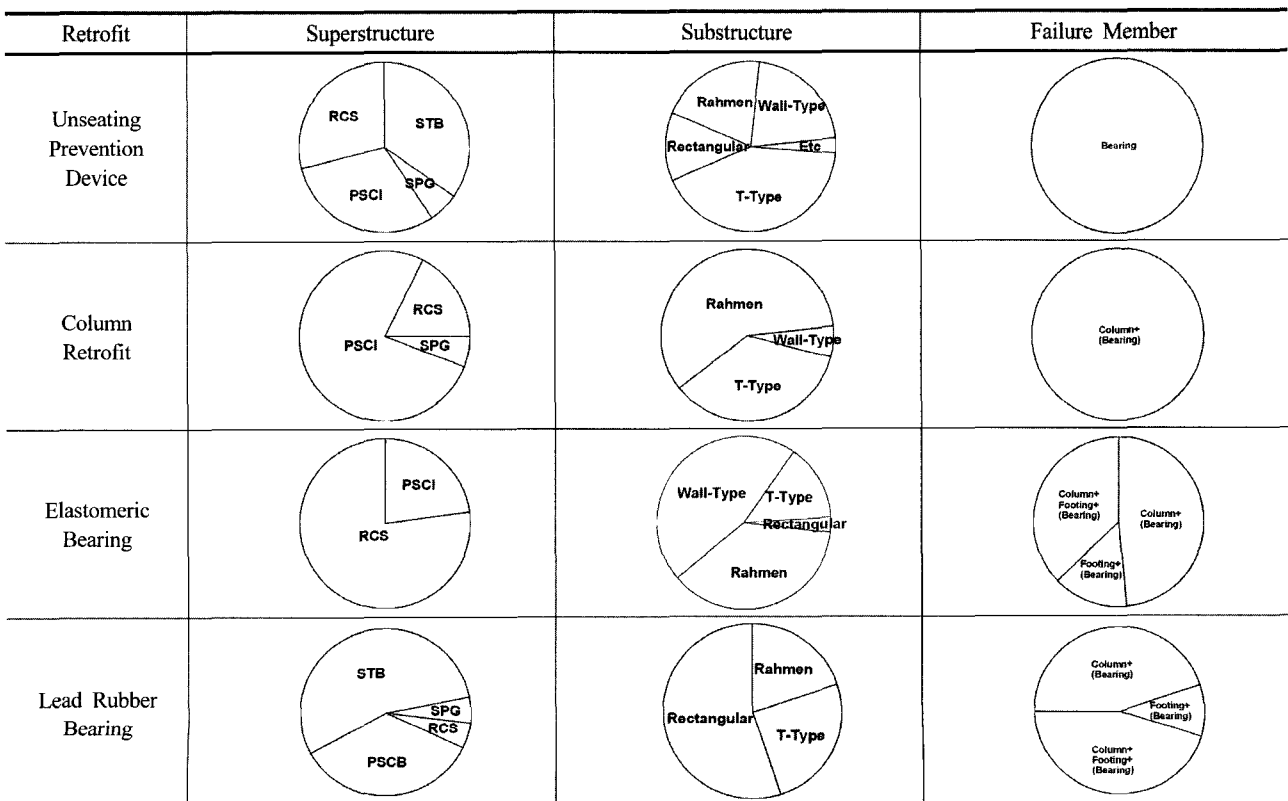 Retrofit
Superstructure
Substructure
Failure Member
Unseating
Prevention
Device
RCS
STB
SPG
PSCI
Rahmen
Wall-Type
Rectangular
Etc
T-Type
Bearing
Column
Retrofit
RCS
PSCI
SPG
Rahmen
Wall-Type
T-Type
Column+
(Bearing)
Elastomeric
Bearing
PSCI
RCS
Wall-Type
T-Type
Rectangular
Rahmen
Column+
Footing+
(Bearing)
Column+
(Bearing)
Footing+
(Bearing)
Lead Rubber
Bearing
STB
SPG
RCS
PSCB
Rahmen
Rectangular
T-Type
Column+
(Bearing)
Footing+
(Bearing)
Column+
Footing+
(Bearing)